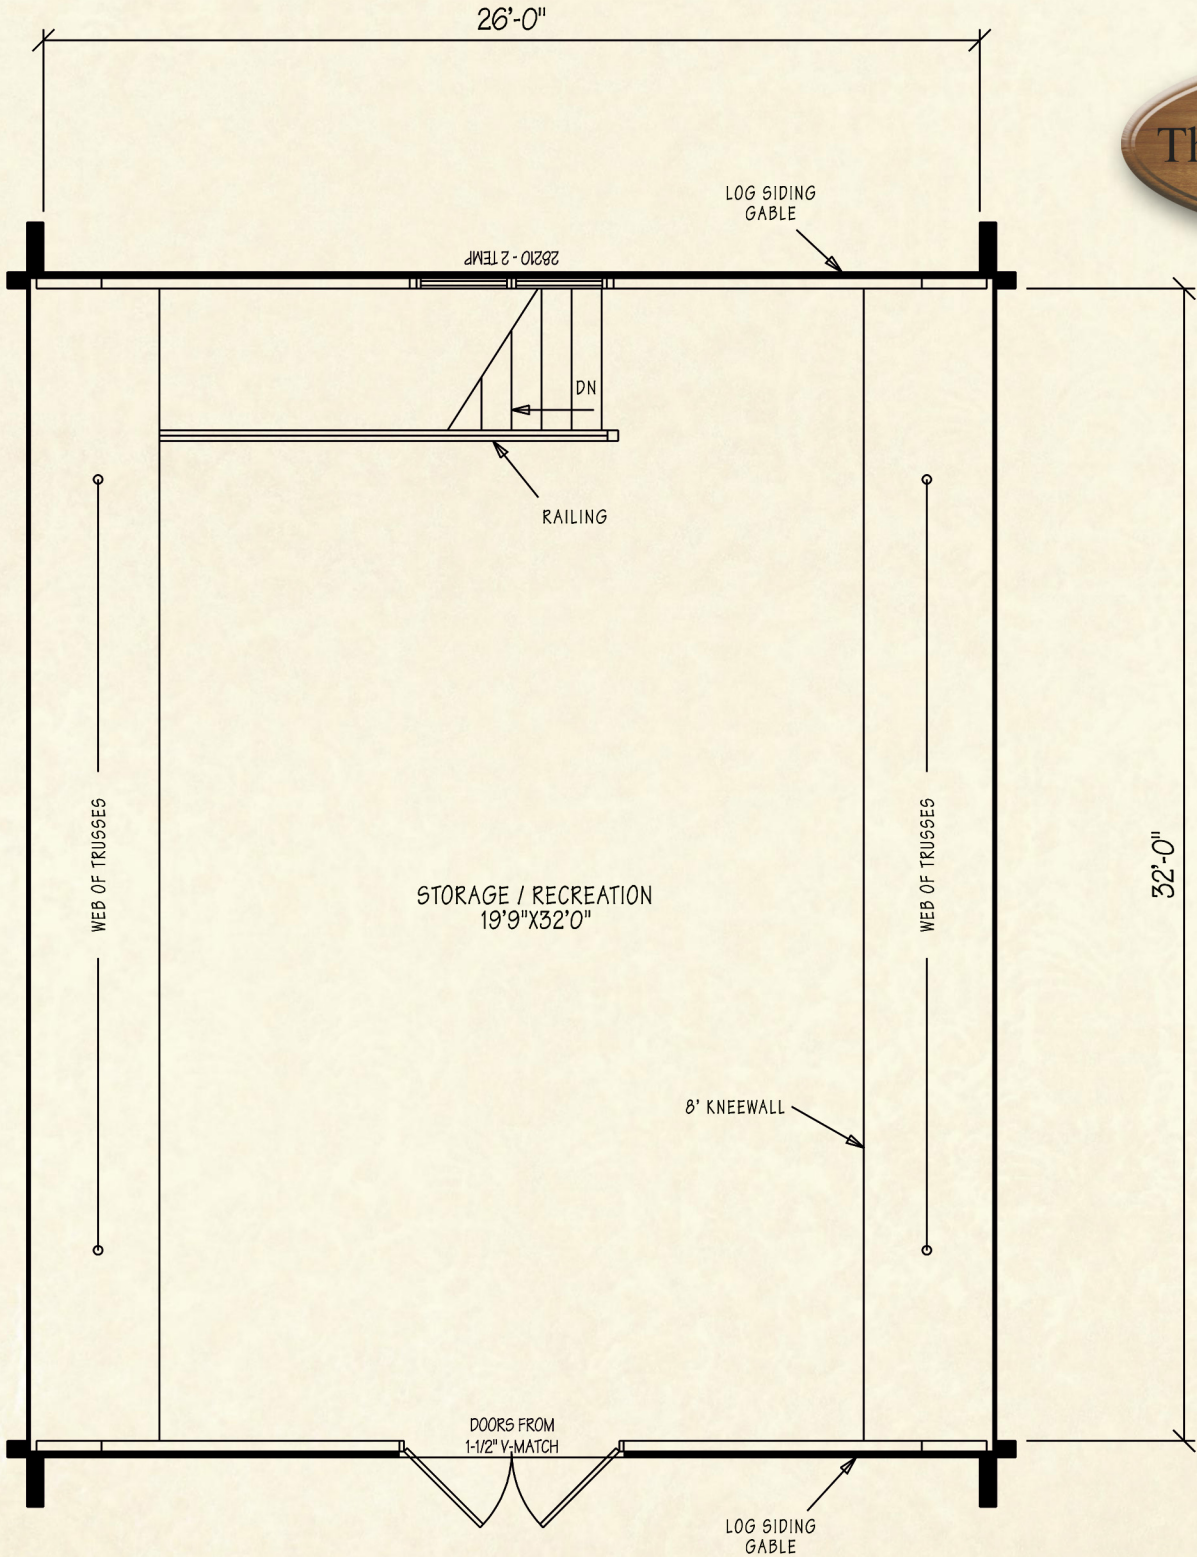 26'-0"
LOG SIDING
GABLE
28210 - 2 TEMP
DN
RAILING
WEB OF TRUSSES
WEB OF TRUSSES
32'-0"
STORAGE / RECREATION
19'9"X32'0"
8' KNEEWALL
DOORS FROM
1-1/2" V-MATCH
LOG SIDING
GABLE